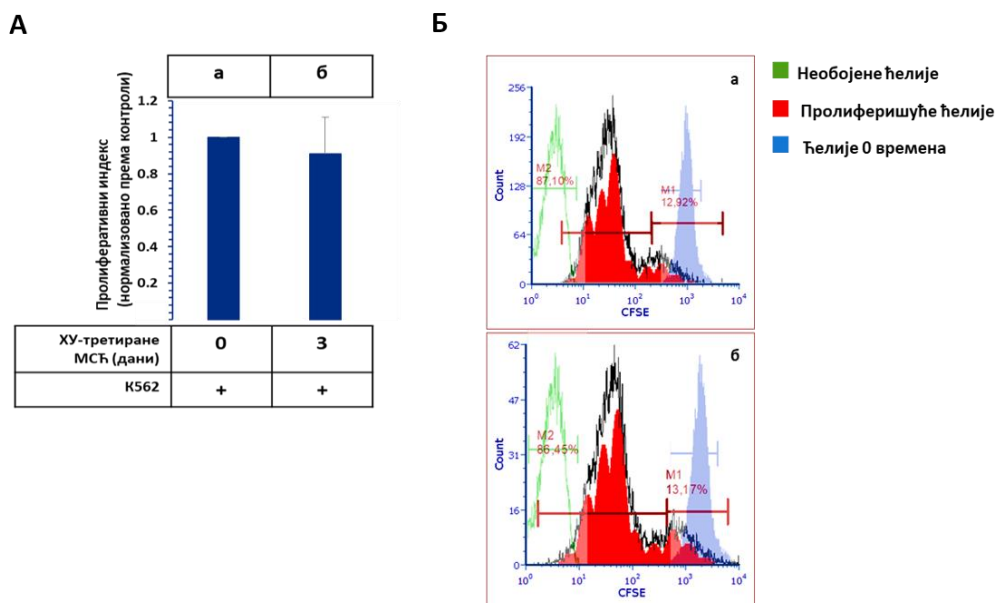 А
а б
Пролиферативни индекс
(нормализовано према контроли)
1.2
1
0.8
0.6
0.4
0.2
ХУ-третиране
МСЋ (дани)
0 3
К562
+ +
Б
а
256
192
128
64
0
Count
M2
87,10%
M1
12,92%
10⁰ 10¹ 10² 10³ 10⁴
CFSE
б
62
47
31
16
0
Count
M2
86,45%
M1
13,17%
10⁰ 10¹ 10² 10³ 10⁴
CFSE
Необојене ћелије
Пролиферишуће ћелије
Ћелије 0 времена